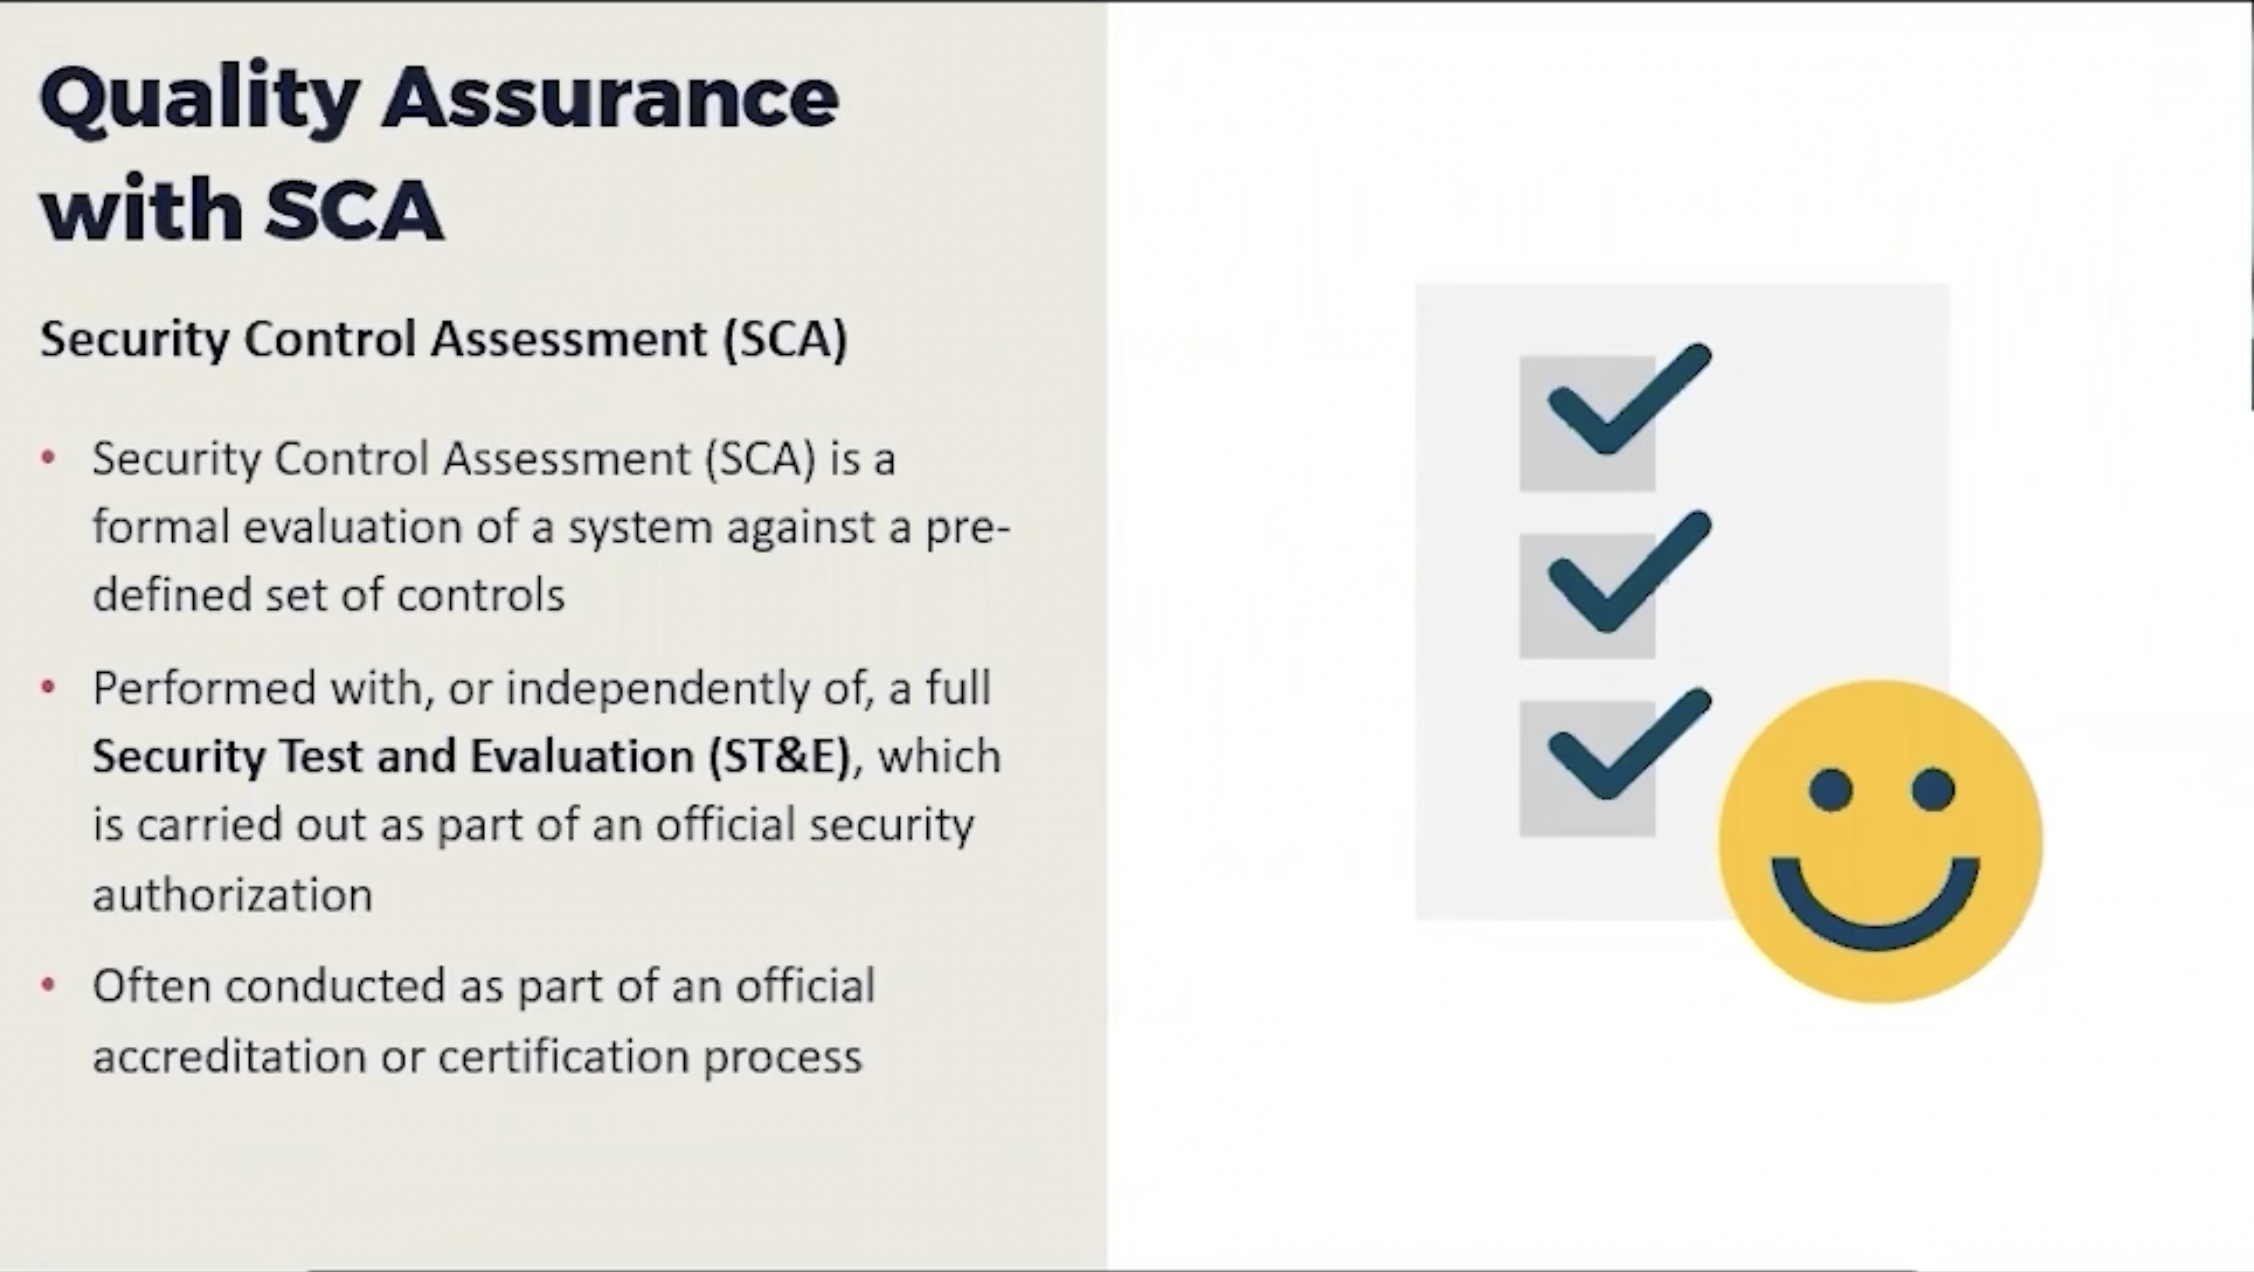 Quality Assurance
with SCA
Security Control Assessment (SCA)
• Security Control Assessment (SCA) is a
formal evaluation of a system against a pre-
defined set of controls
• Performed with, or independently of, a full
Security Test and Evaluation (ST&E), which
is carried out as part of an official security
authorization
• Often conducted as part of an official
accreditation or certification process